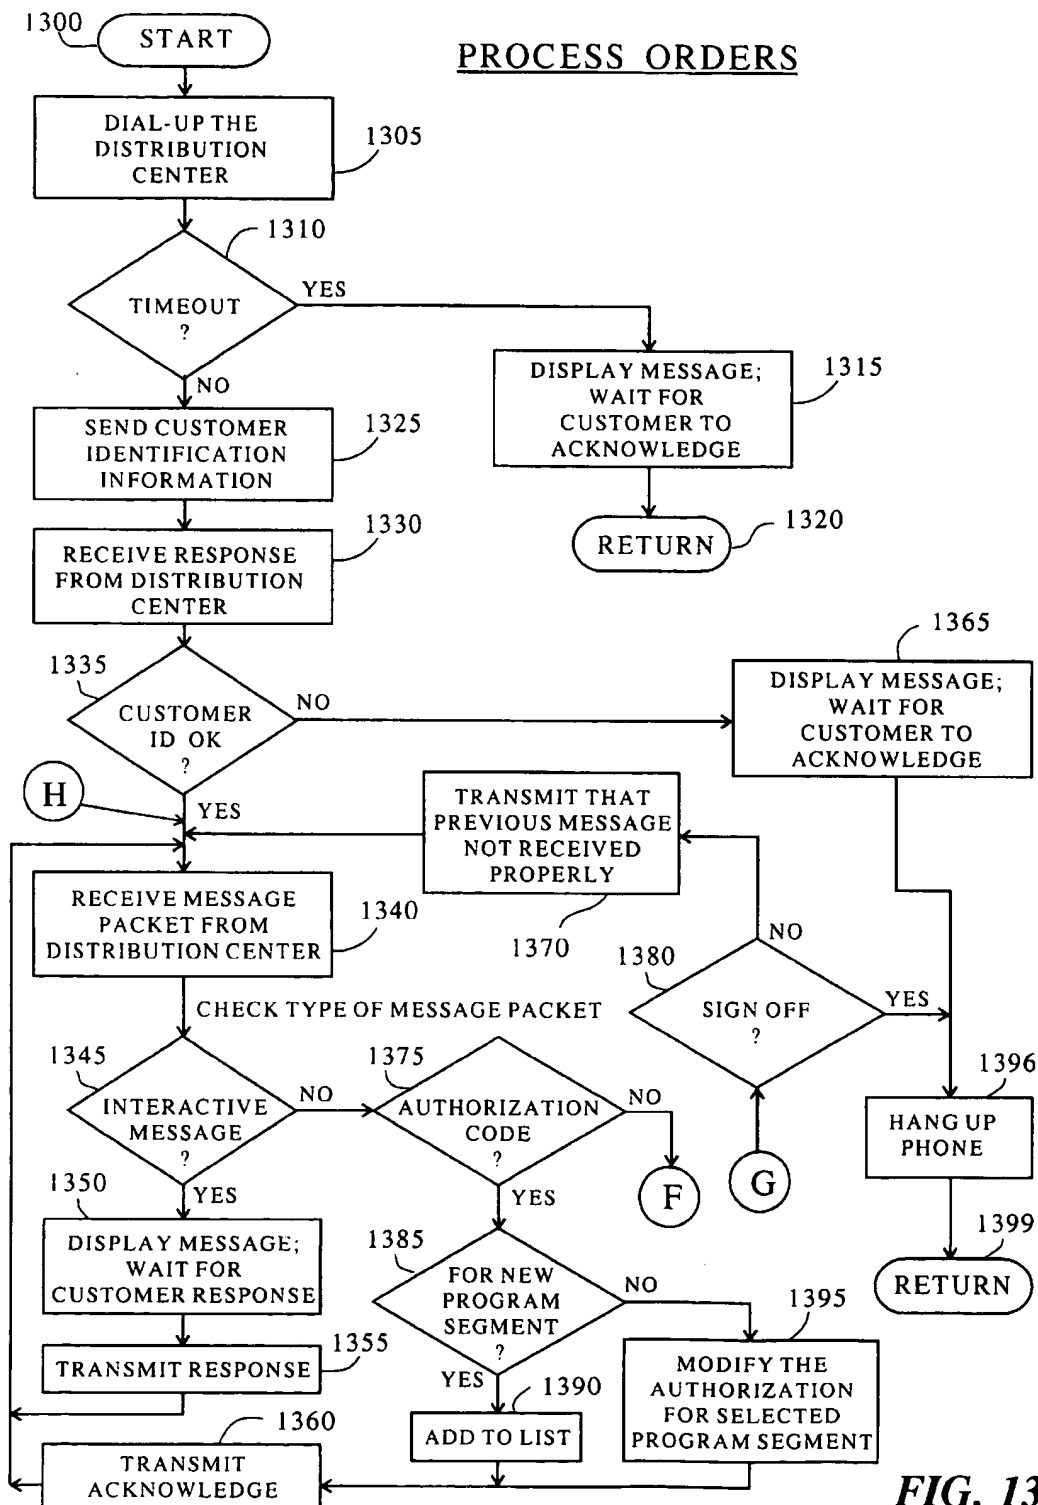 1300
START
PROCESS ORDERS
DIAL-UP THE
DISTRIBUTION
CENTER
1305
1310
TIMEOUT
?
YES
NO
DISPLAY MESSAGE;
WAIT FOR
CUSTOMER TO
ACKNOWLEDGE
1315
SEND CUSTOMER
IDENTIFICATION
INFORMATION
1325
RETURN
1320
RECEIVE RESPONSE
FROM DISTRIBUTION
CENTER
1330
1335
CUSTOMER
ID OK
?
NO
YES
1365
DISPLAY MESSAGE;
WAIT FOR
CUSTOMER TO
ACKNOWLEDGE
H
TRANSMIT THAT
PREVIOUS MESSAGE
NOT RECEIVED
PROPERLY
1370
RECEIVE MESSAGE
PACKET FROM
DISTRIBUTION CENTER
1340
NO
1380
SIGN OFF
?
YES
CHECK TYPE OF MESSAGE PACKET
1345
INTERACTIVE
MESSAGE
?
NO
YES
1375
AUTHORIZATION
CODE
?
NO
YES
F
G
1396
HANG UP
PHONE
1399
RETURN
1350
DISPLAY MESSAGE;
WAIT FOR
CUSTOMER RESPONSE
1385
FOR NEW
PROGRAM
SEGMENT
?
NO
YES
1395
MODIFY THE
AUTHORIZATION
FOR SELECTED
PROGRAM SEGMENT
TRANSMIT RESPONSE
1355
1390
ADD TO LIST
1360
TRANSMIT
ACKNOWLEDGE
FIG. 13